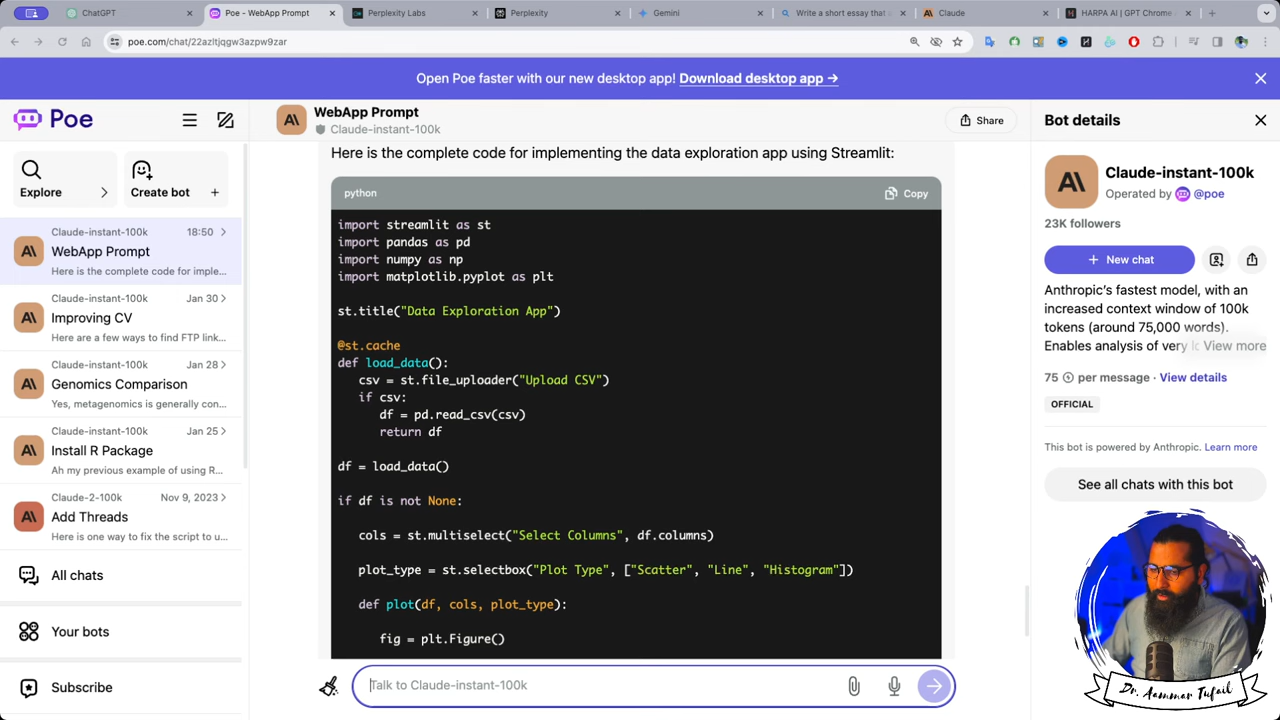 ChatGPT
Poe - WebApp Prompt
Perplexity Labs
Perplexity
Gemini
Write a short essay that
Claude
HARPA AI | GPT Chrome
poe.com/chat/22azltjqgw3azpw9zar
Open Poe faster with our new desktop app! Download desktop app →
Poe
Explore
Create bot
Claude-instant-100k 18:50
WebApp Prompt
Here is the complete code for imple...
Claude-instant-100k Jan 30
Improving CV
Here are a few ways to find FTP link...
Claude-instant-100k Jan 28
Genomics Comparison
Yes, metagenomics is generally con...
Claude-instant-100k Jan 25
Install R Package
Ah my previous example of using R...
Claude-2-100k Nov 9, 2023
Add Threads
Here is one way to fix the script to u...
All chats
Your bots
Subscribe
WebApp Prompt
Claude-instant-100k
Share
Here is the complete code for implementing the data exploration app using Streamlit:
python
Copy
import streamlit as st
import pandas as pd
import numpy as np
import matplotlib.pyplot as plt
st.title("Data Exploration App")
@st.cache
def load_data():
csv = st.file_uploader("Upload CSV")
if csv:
df = pd.read_csv(csv)
return df
df = load_data()
if df is not None:
cols = st.multiselect("Select Columns", df.columns)
plot_type = st.selectbox("Plot Type", ["Scatter", "Line", "Histogram"])
def plot(df, cols, plot_type):
fig = plt.Figure()
Talk to Claude-instant-100k
Bot details
Claude-instant-100k
Operated by @poe
23K followers
New chat
Anthropic's fastest model, with an
increased context window of 100k
tokens (around 75,000 words).
Enables analysis of very View more
75 per message · View details
OFFICIAL
This bot is powered by Anthropic. Learn more
See all chats with this bot
Dr. Aammar Tufail